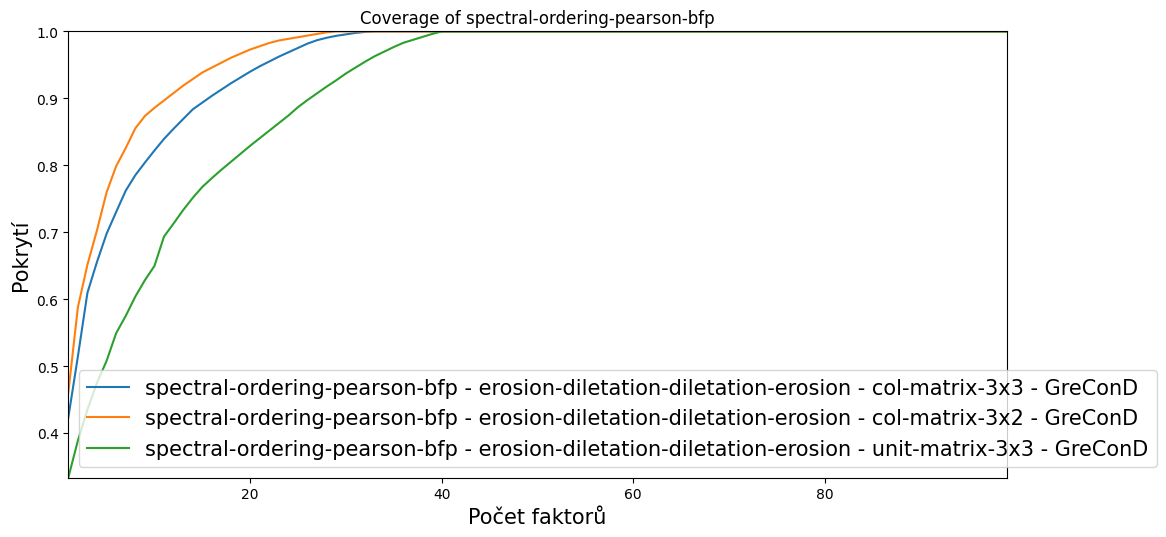 Coverage of spectral-ordering-pearson-bfp
1.0
0.9
0.8
0.7
0.6
0.5
0.4
Pokrytí
spectral-ordering-pearson-bfp - erosion-diletation-diletation-erosion - col-matrix-3x3 - GreConD
spectral-ordering-pearson-bfp - erosion-diletation-diletation-erosion - col-matrix-3x2 - GreConD
spectral-ordering-pearson-bfp - erosion-diletation-diletation-erosion - unit-matrix-3x3 - GreConD
20 40 60 80
Počet faktorů